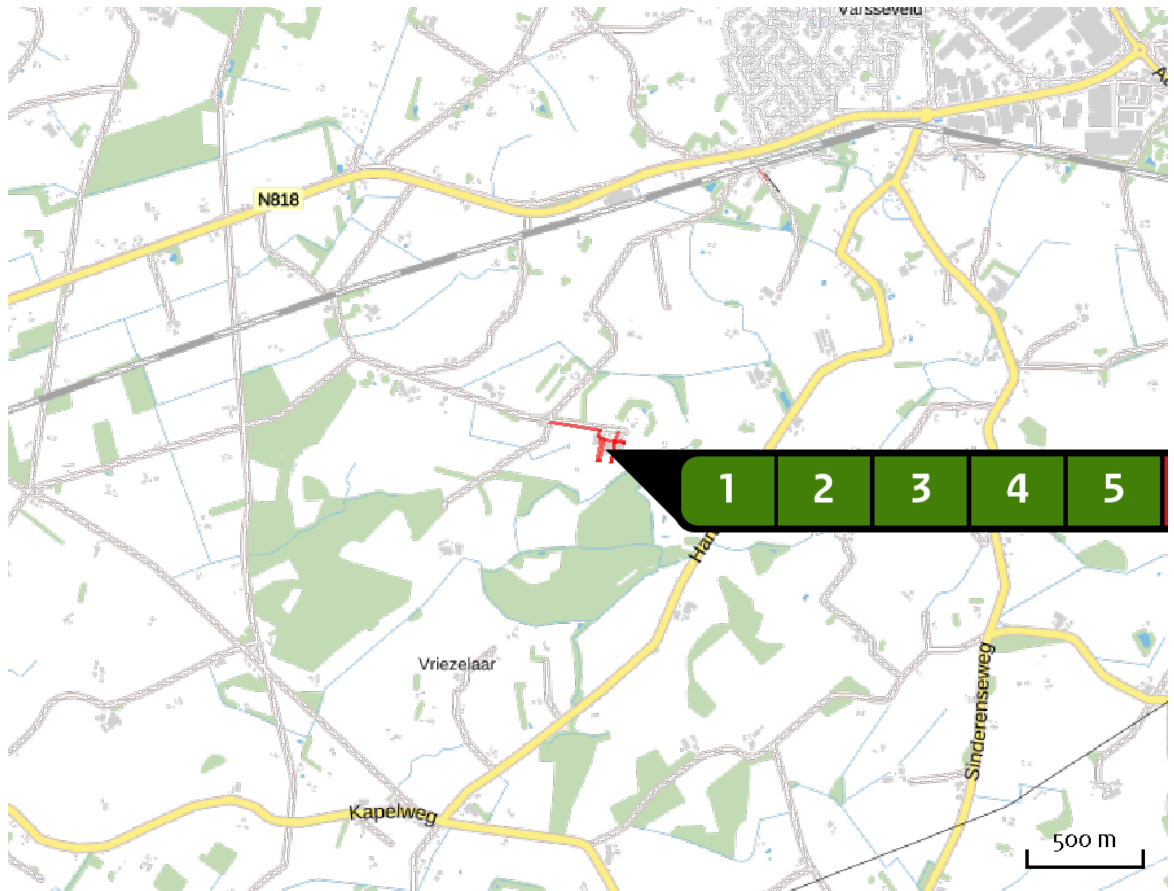 Varsseveld
N818
1 2 3 4 5
Vriezelaar
Sinderenseweg
Kapelweg
500 m